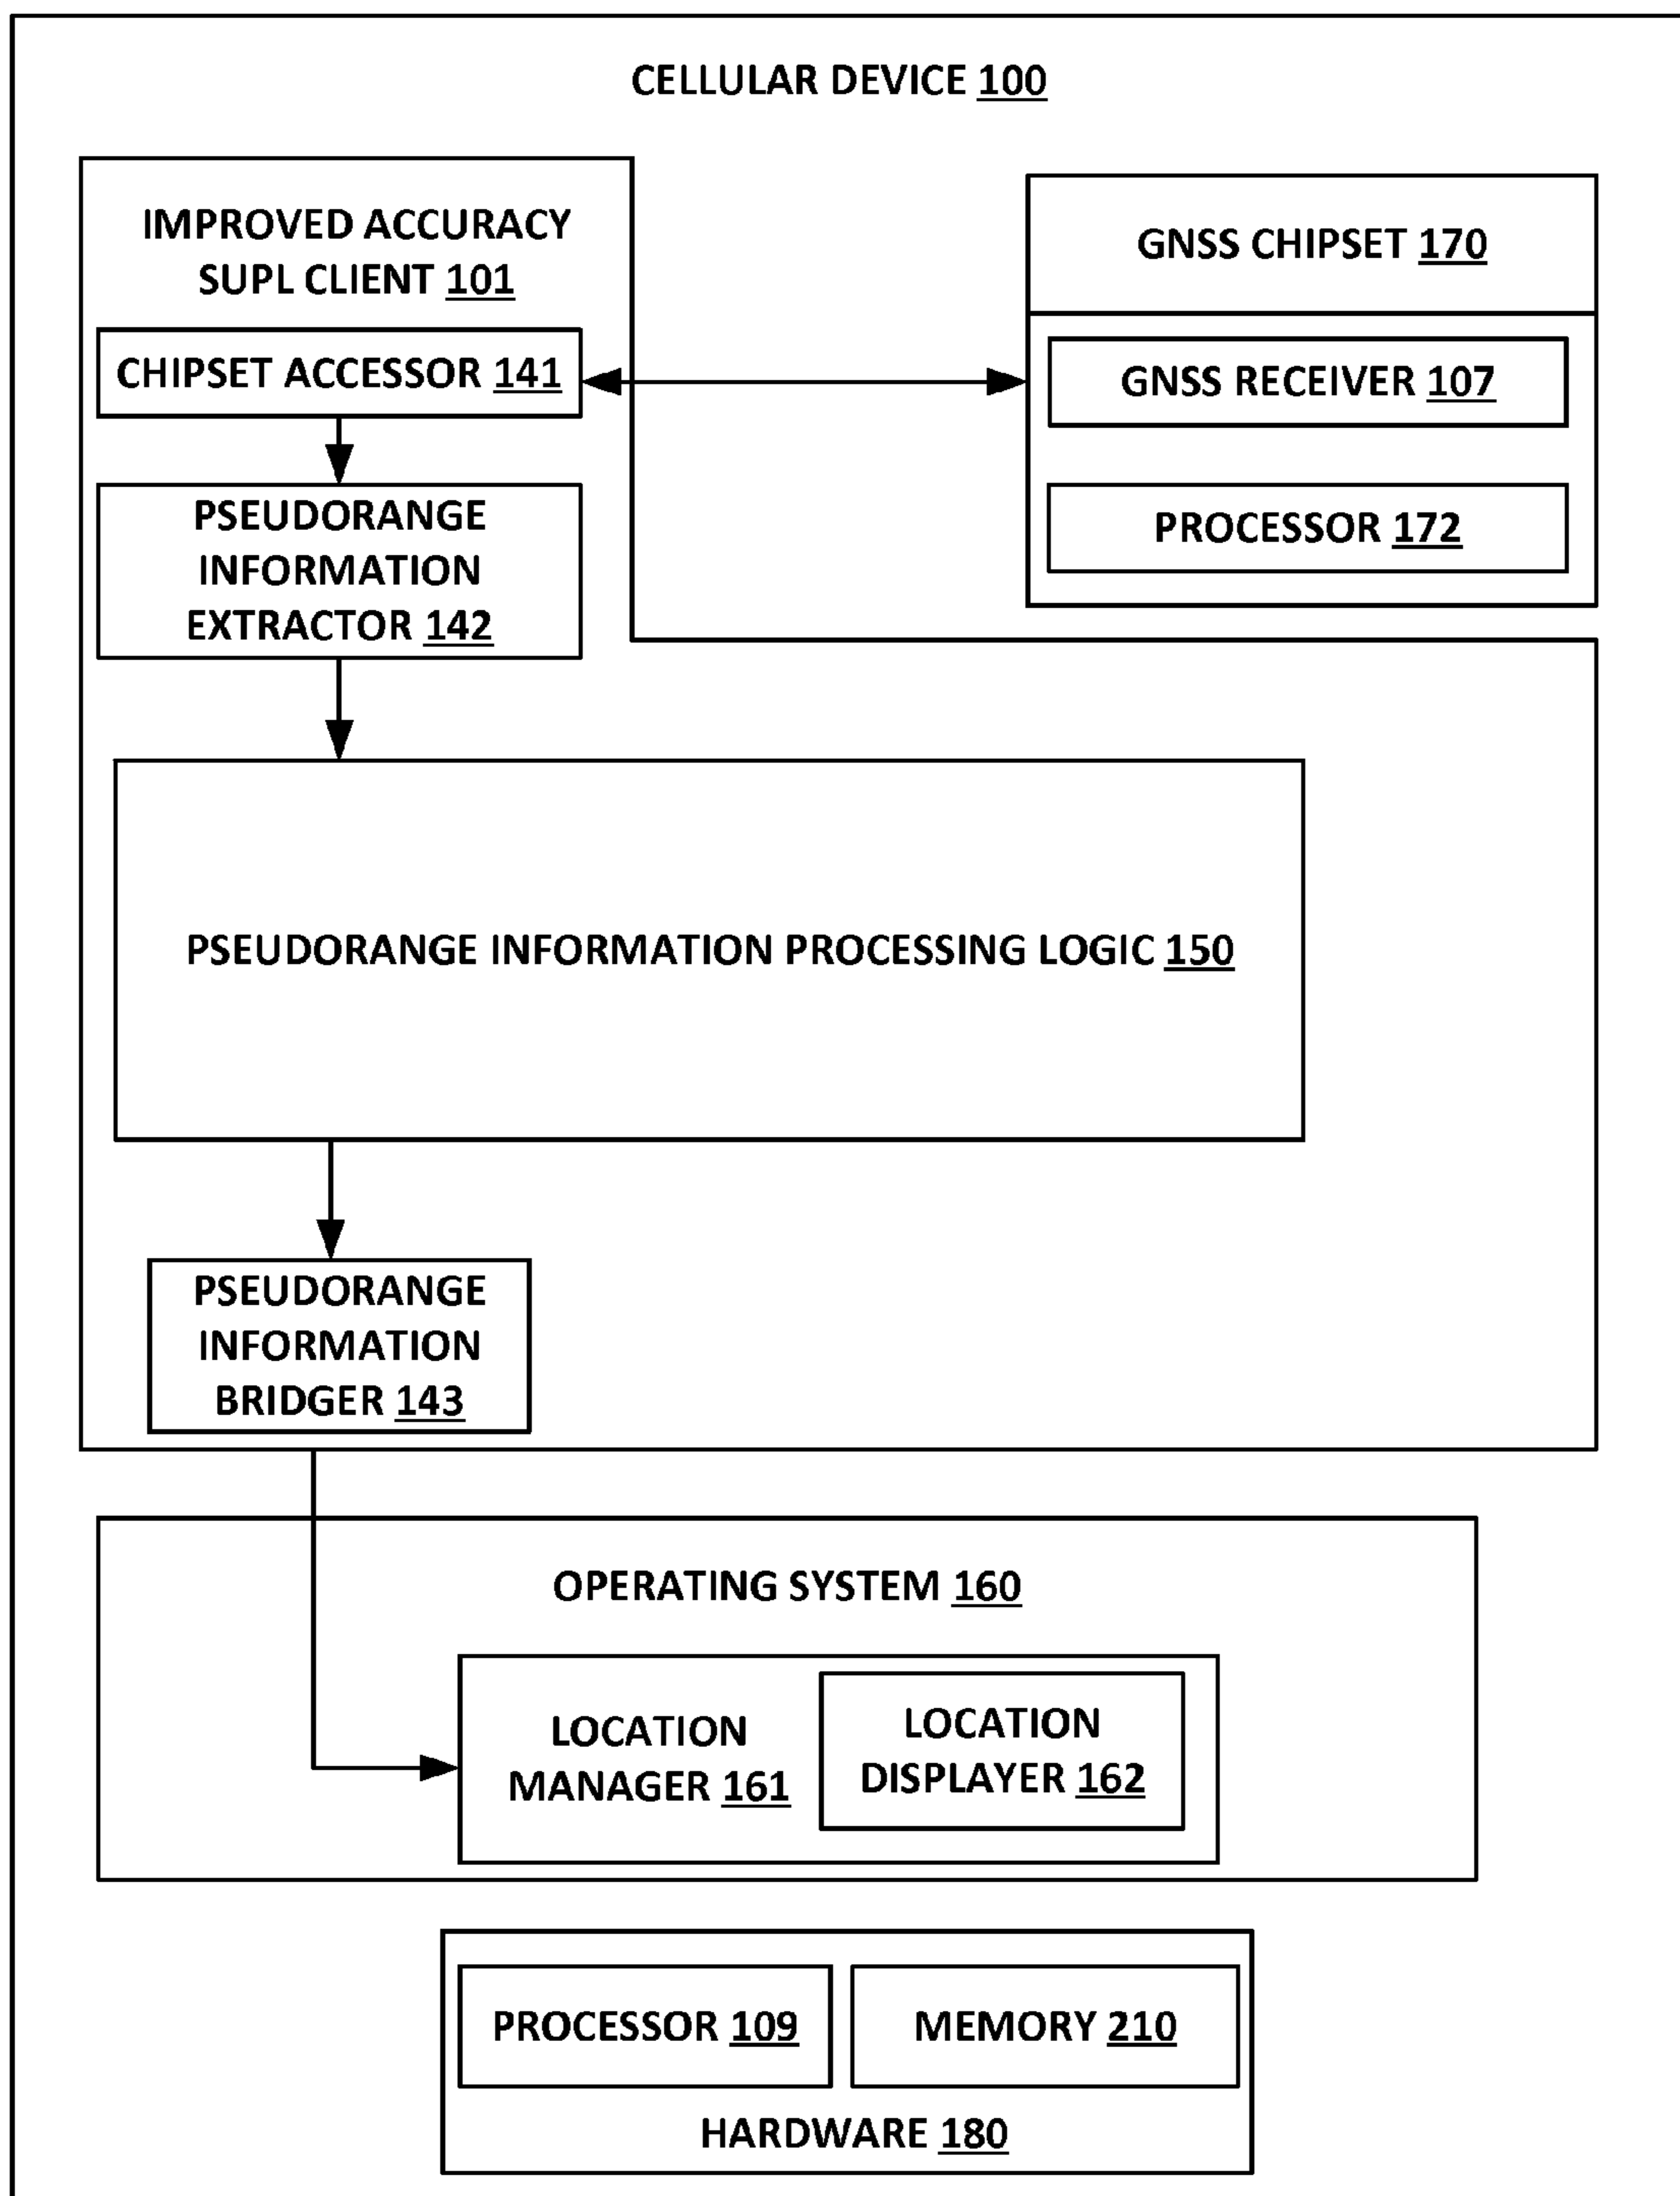 CELLULAR DEVICE 100
IMPROVED ACCURACY
SUPL CLIENT 101
CHIPSET ACCESSOR 141
PSEUDORANGE
INFORMATION
EXTRACTOR 142
GNSS CHIPSET 170
GNSS RECEIVER 107
PROCESSOR 172
PSEUDORANGE INFORMATION PROCESSING LOGIC 150
PSEUDORANGE
INFORMATION
BRIDGER 143
OPERATING SYSTEM 160
LOCATION
MANAGER 161
LOCATION
DISPLAYER 162
PROCESSOR 109
MEMORY 210
HARDWARE 180